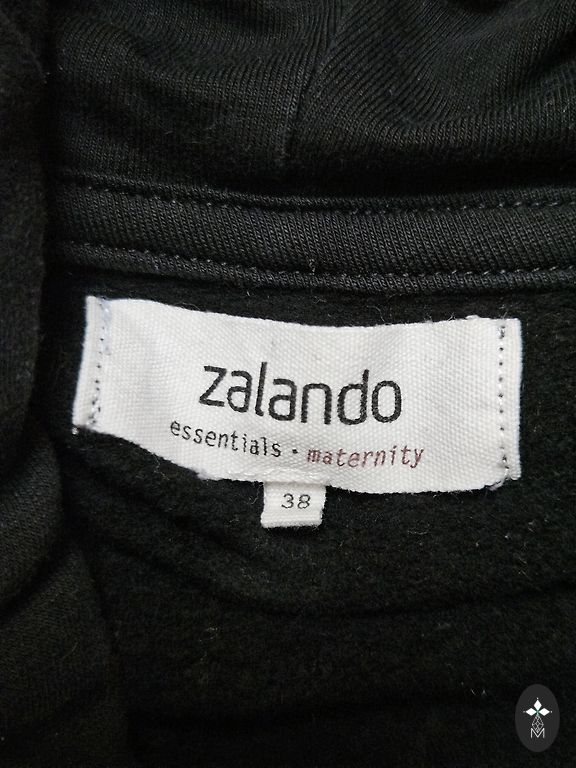 zalando
essentials · maternity
38
M